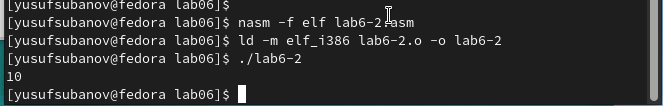 [yusufsubanov@fedora lab06]$
[yusufsubanov@fedora lab06]$ nasm -f elf lab6-2.asm
[yusufsubanov@fedora lab06]$ ld -m elf_i386 lab6-2.o -o lab6-2
[yusufsubanov@fedora lab06]$ ./lab6-2
10
[yusufsubanov@fedora lab06]$